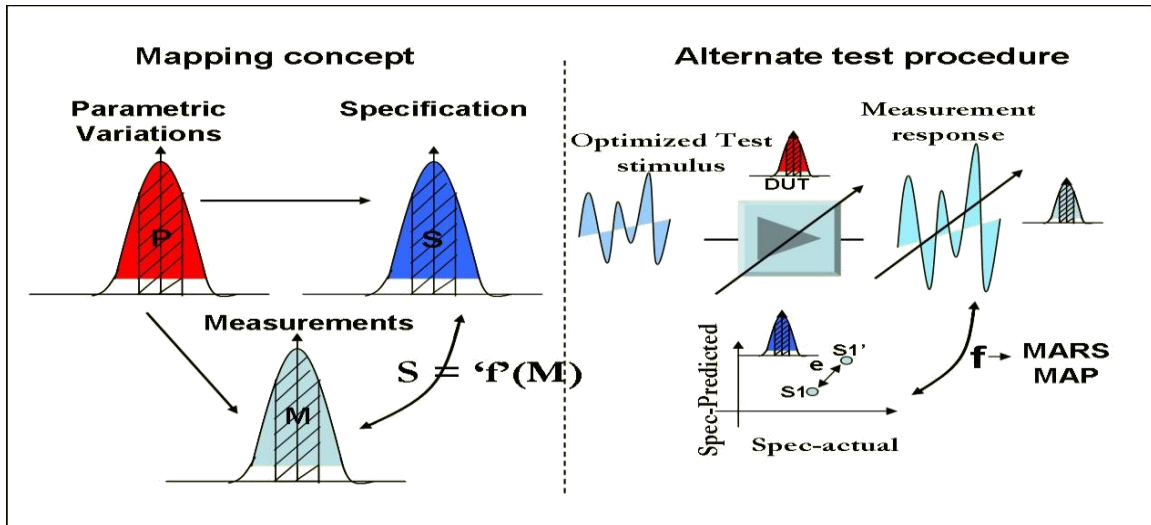 Mapping concept
Parametric
Variations
Specification
P
S
Measurements
S = ‘f’(M)
M
Alternate test procedure
Optimized Test
stimulus
DUT
Measurement
response
Spec-Predicted
S1’
e
S1
Spec-actual
f
MARS
MAP